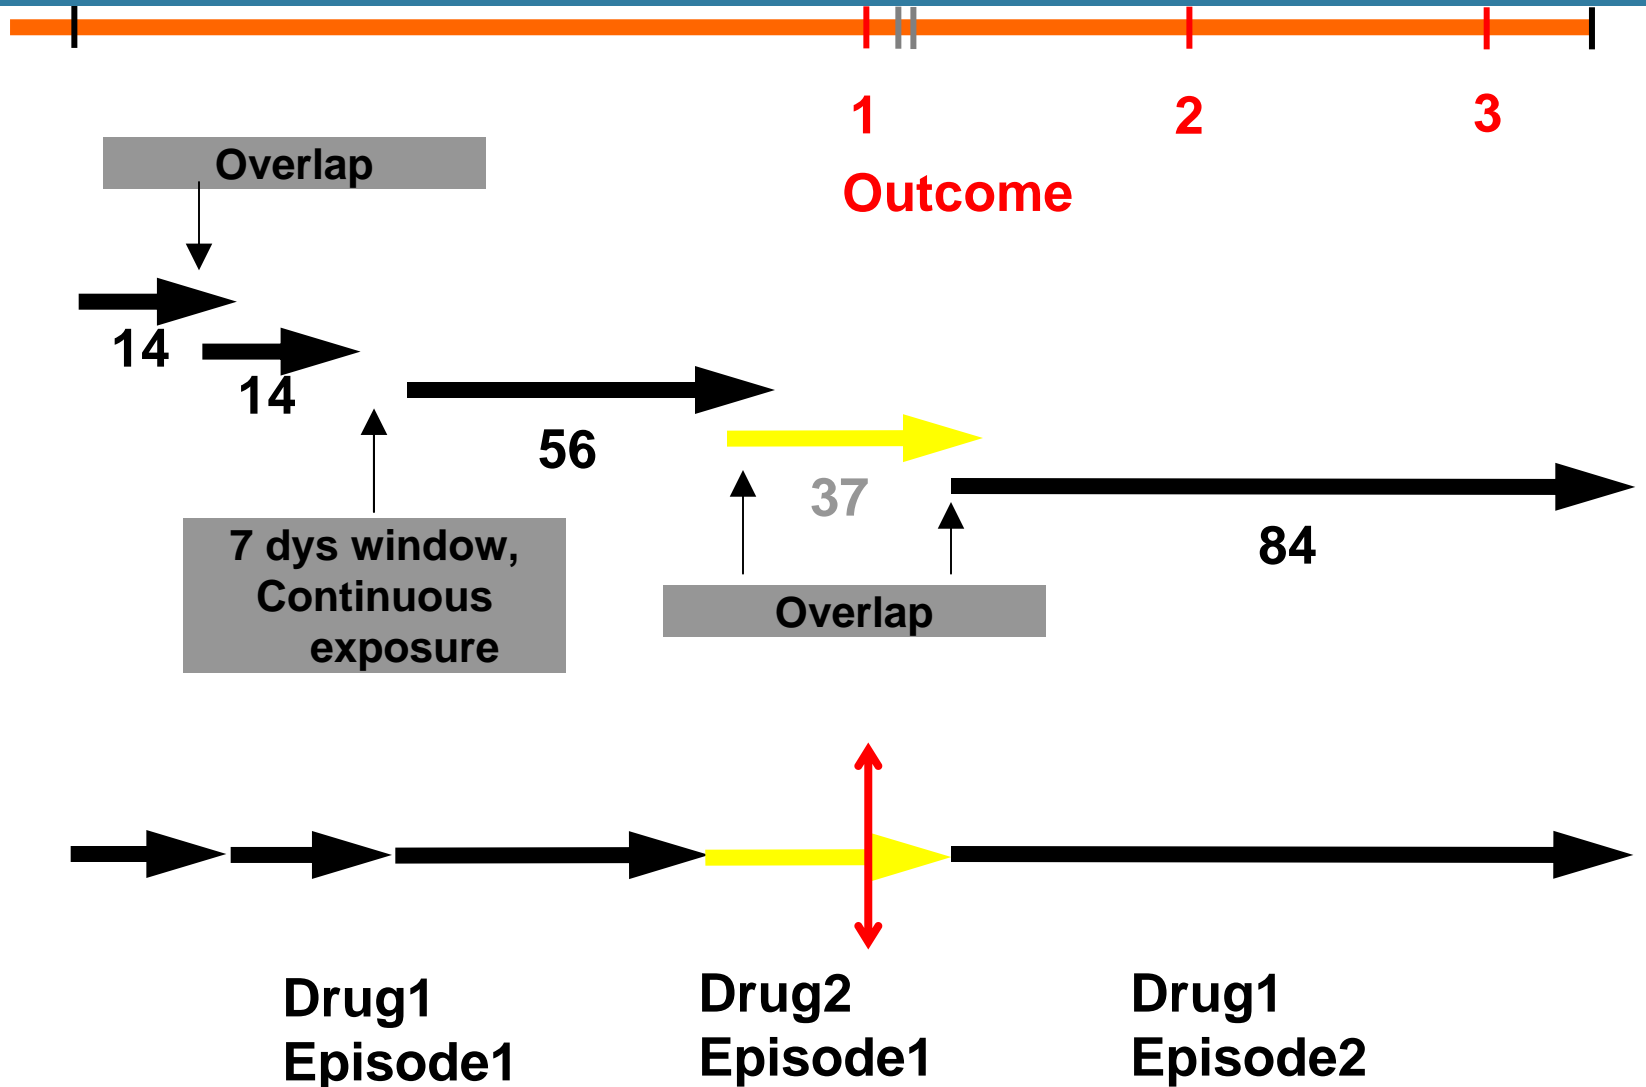 1 2 3
Outcome
Overlap
14
14
56
37
84
7 dys window,
Continuous
exposure
Overlap
Drug1
Episode1
Drug2
Episode1
Drug1
Episode2